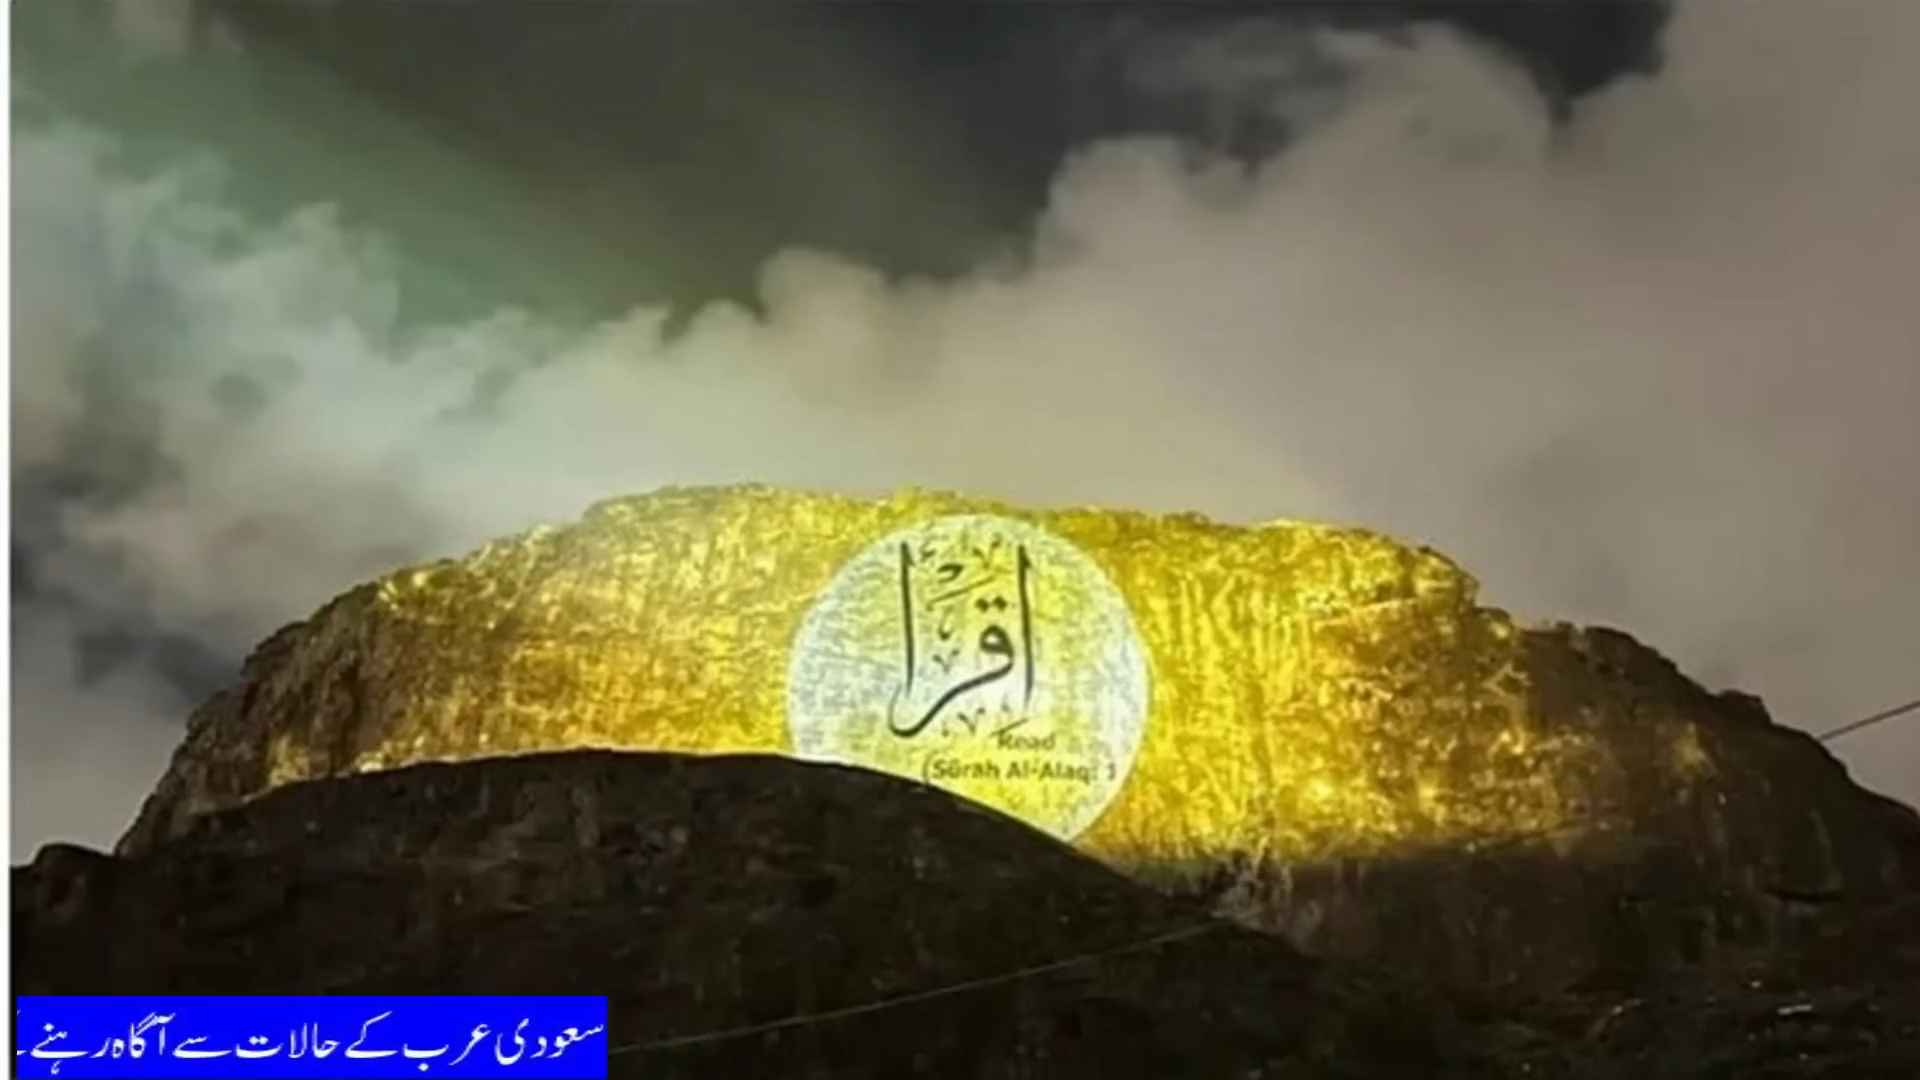 اقرأ
Read
(Sūrah Al-Alaq: 1
سعودی عرب کے حالات سے آگاہ رہنے